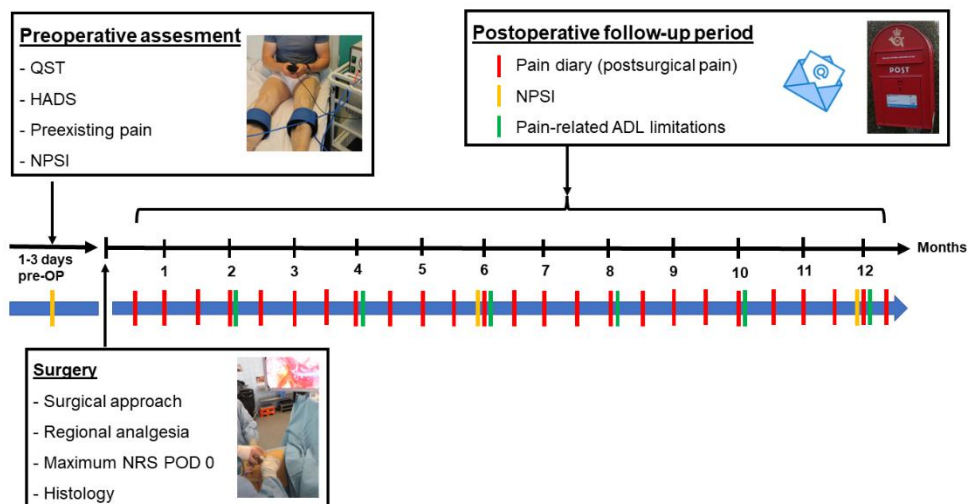 Preoperative assesment
- QST
- HADS
- Preexisting pain
- NPSI
Postoperative follow-up period
Pain diary (postsurgical pain)
NPSI
Pain-related ADL limitations
@
POST
1-3 days
pre-OP
1 2 3 4 5 6 7 8 9 10 11 12
Months
Surgery
- Surgical approach
- Regional analgesia
- Maximum NRS POD 0
- Histology